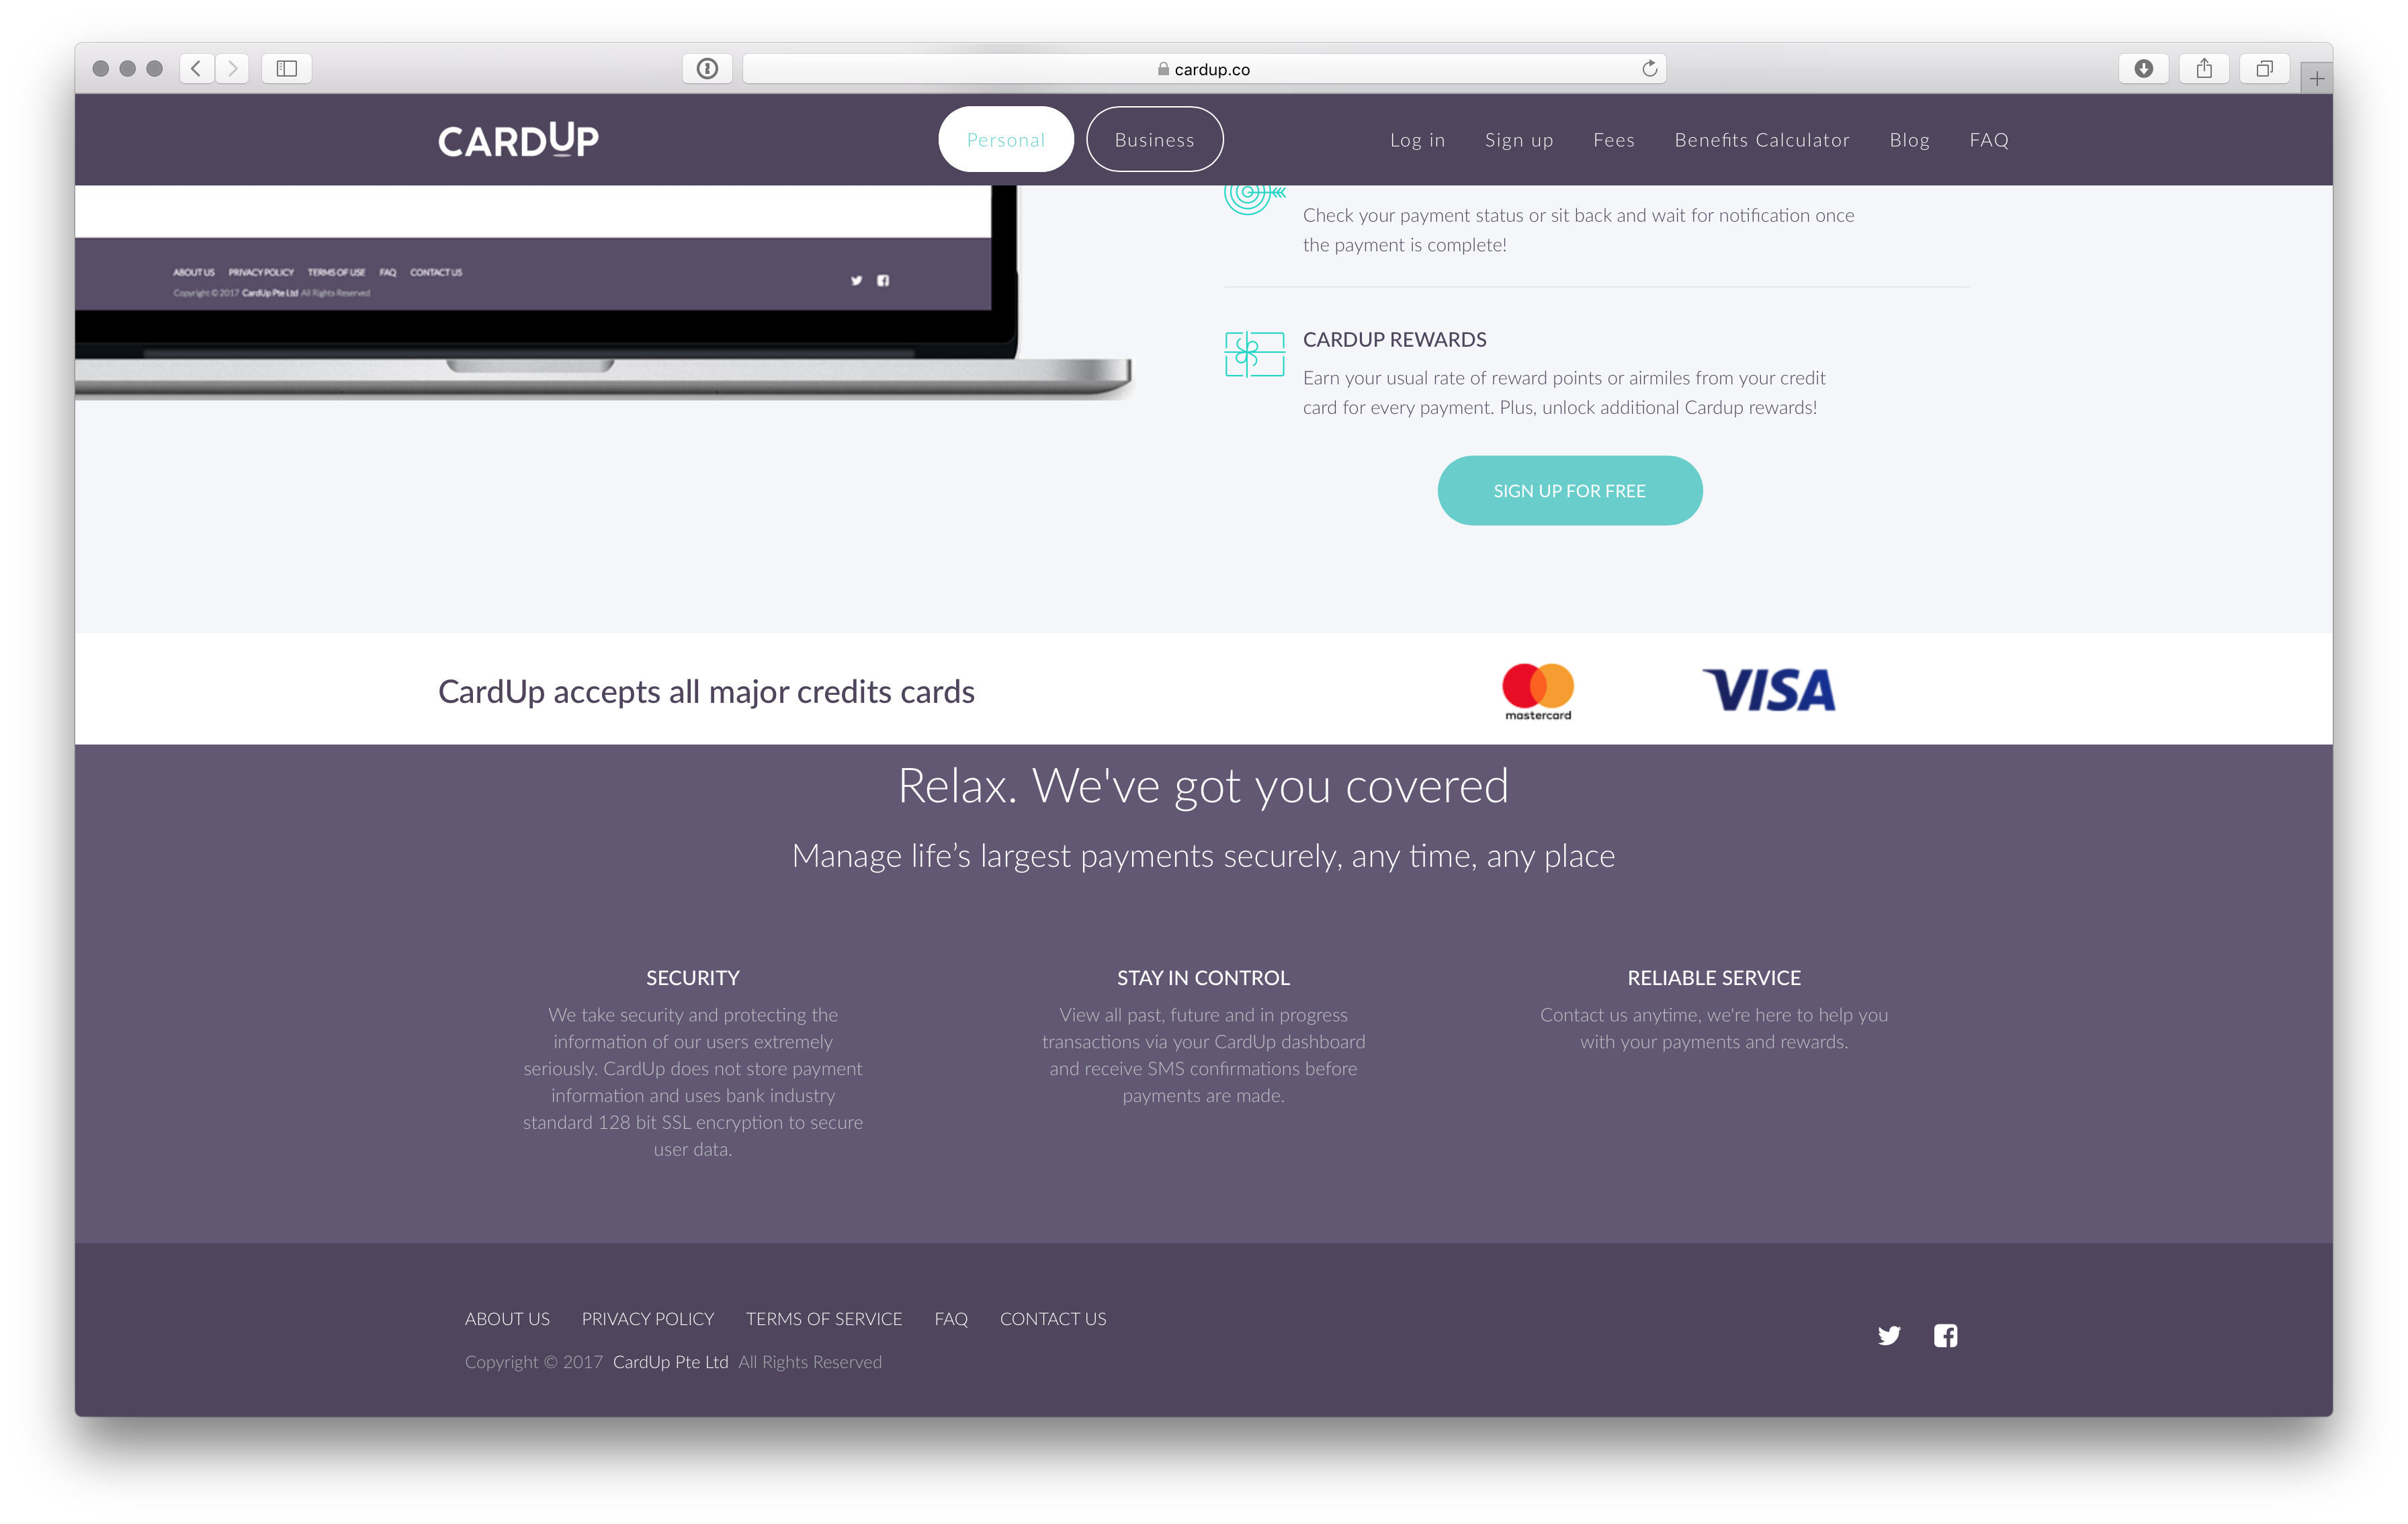 cardup.co
CARDUP
Personal
Business
Log in
Sign up
Fees
Benefits Calculator
Blog
FAQ
Check your payment status or sit back and wait for notification once
the payment is complete!
ABOUT US PRIVACY POLICY TERMS OF USE FAQ CONTACT US
Copyright © 2017 CardUp Pte Ltd All Rights Reserved
CARDUP REWARDS
Earn your usual rate of reward points or airmiles from your credit
card for every payment. Plus, unlock additional Cardup rewards!
SIGN UP FOR FREE
CardUp accepts all major credits cards
mastercard
VISA
Relax. We've got you covered
Manage life’s largest payments securely, any time, any place
SECURITY
We take security and protecting the
information of our users extremely
seriously. CardUp does not store payment
information and uses bank industry
standard 128 bit SSL encryption to secure
user data.
STAY IN CONTROL
View all past, future and in progress
transactions via your CardUp dashboard
and receive SMS confirmations before
payments are made.
RELIABLE SERVICE
Contact us anytime, we're here to help you
with your payments and rewards.
ABOUT US PRIVACY POLICY TERMS OF SERVICE FAQ CONTACT US
Copyright © 2017 CardUp Pte Ltd All Rights Reserved